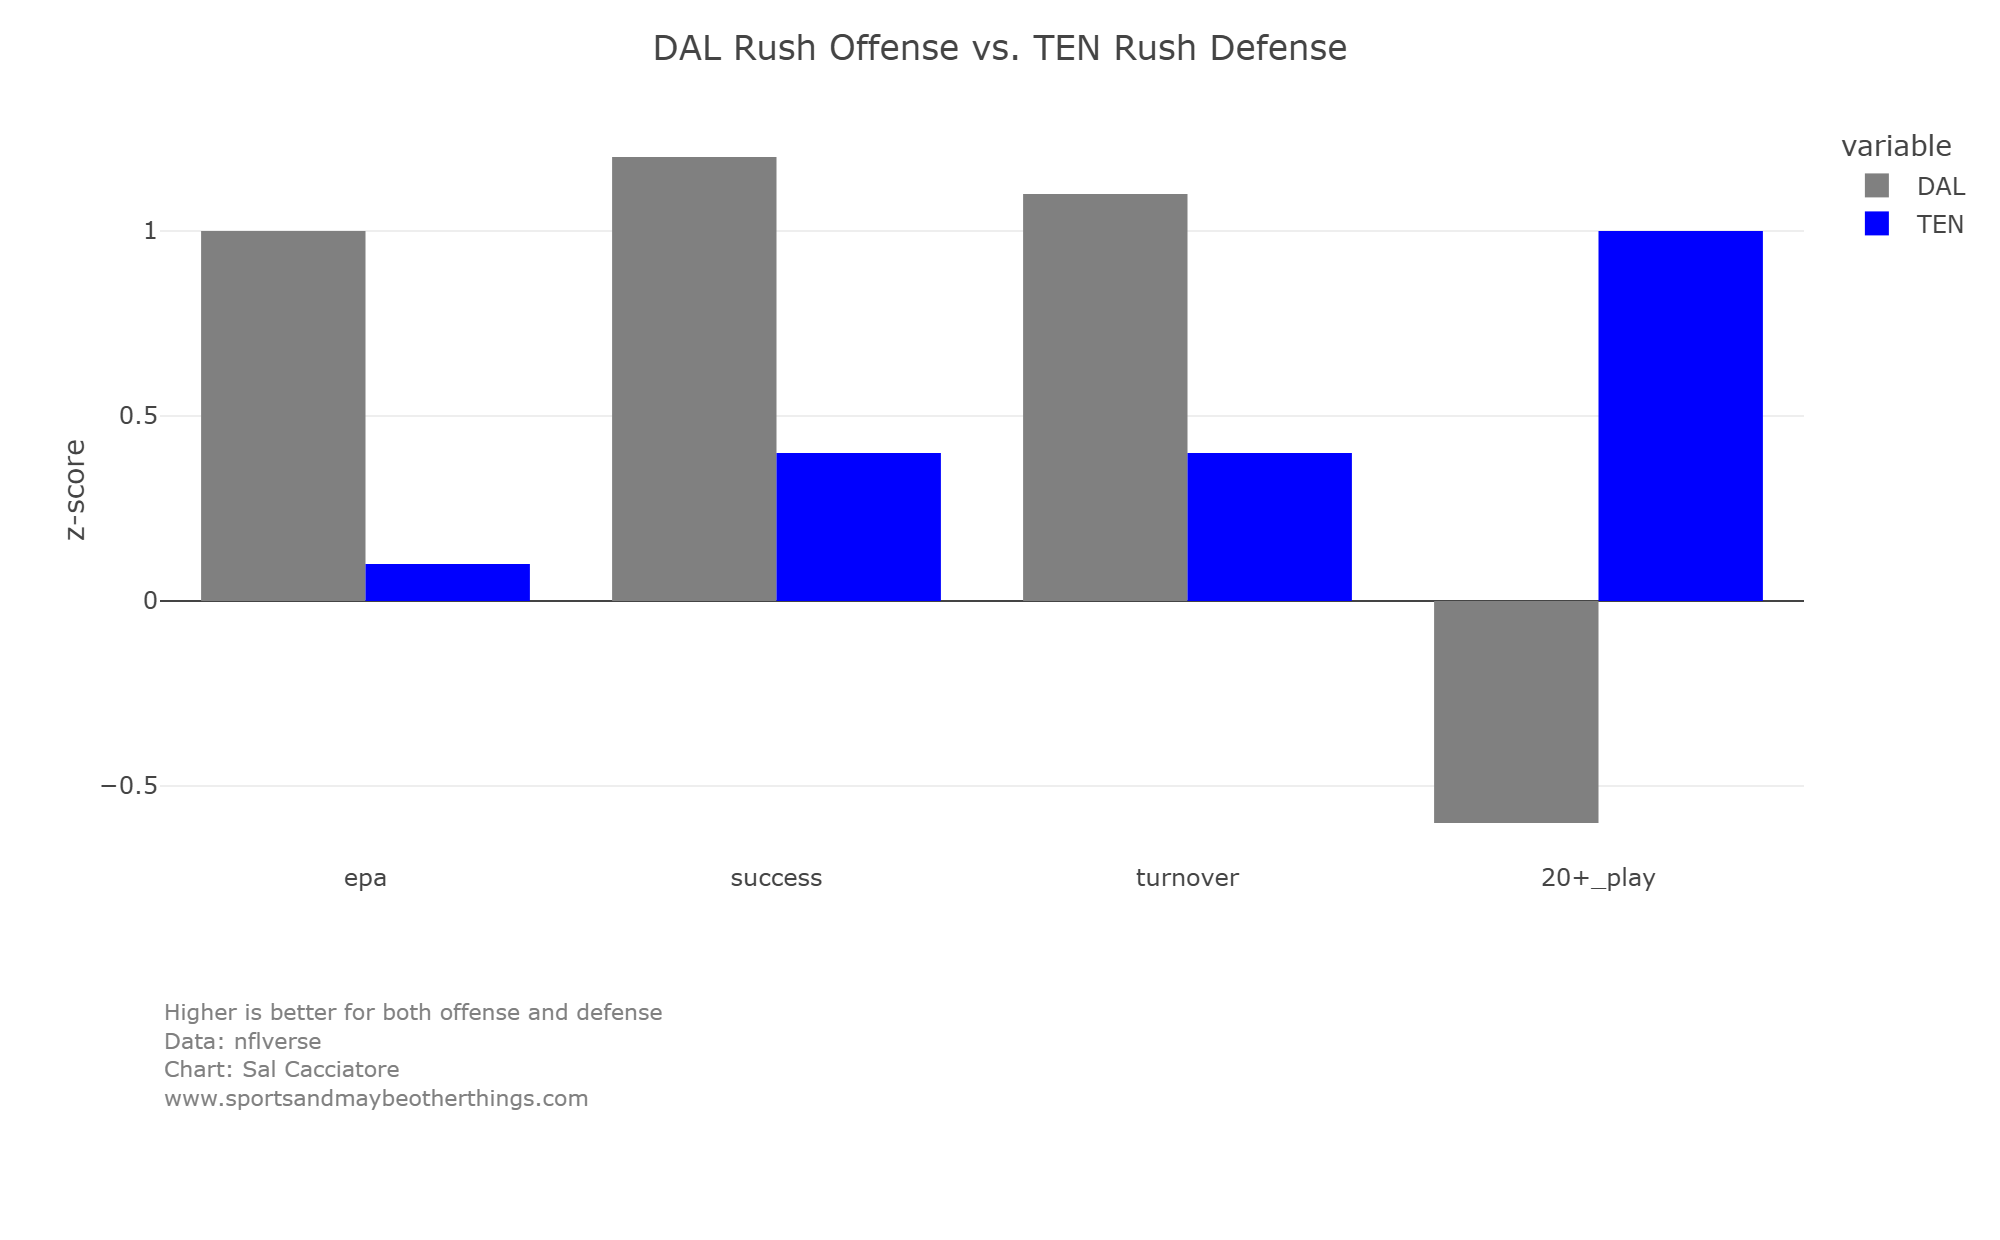 DAL Rush Offense vs. TEN Rush Defense
variable
DAL
TEN
1
0.5
0
−0.5
z-score
epa
success
turnover
20+_play
Higher is better for both offense and defense
Data: nflverse
Chart: Sal Cacciatore
www.sportsandmaybeotherthings.com